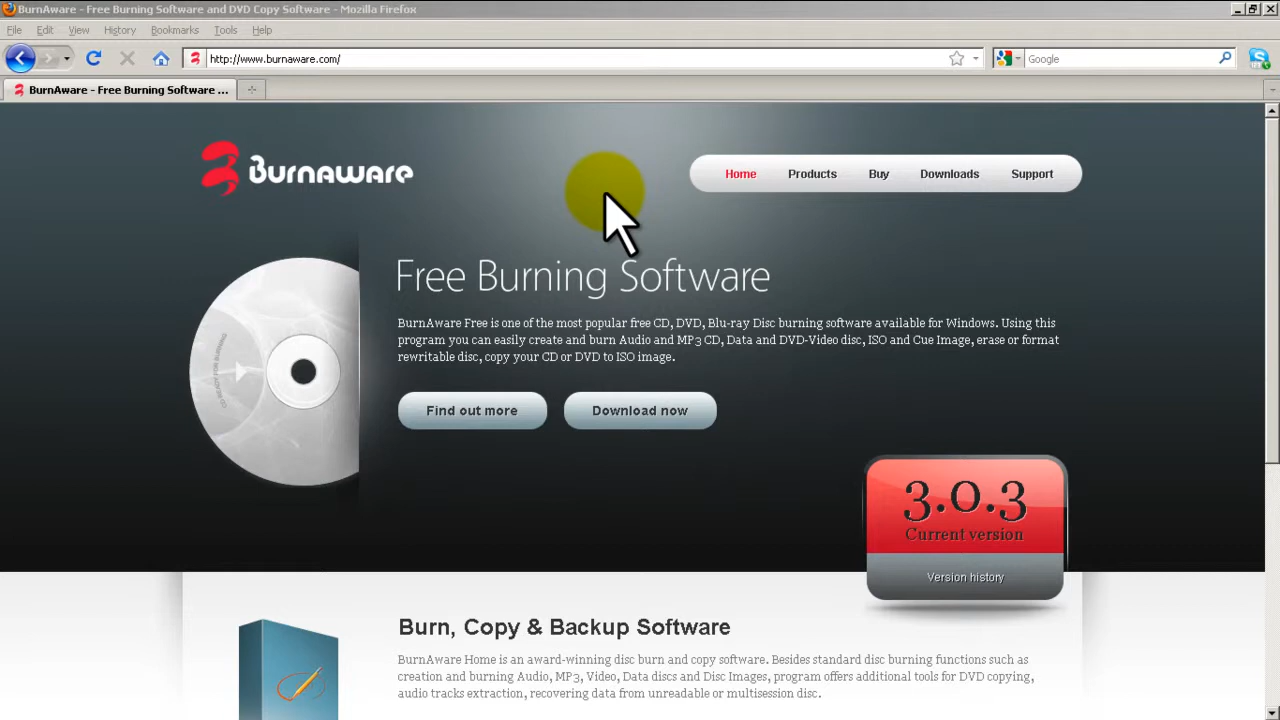 BurnAware - Free Burning Software and DVD Copy Software - Mozilla Firefox
File Edit View History Bookmarks Tools Help
http://www.burnaware.com/
Google
BurnAware - Free Burning Software ...
Burnaware
Home Products Buy Downloads Support
Free Burning Software
BurnAware Free is one of the most popular free CD, DVD, Blu-ray Disc burning software available for Windows. Using this
program you can easily create and burn Audio and MP3 CD, Data and DVD-Video disc, ISO and Cue Image, erase or format
rewritable disc, copy your CD or DVD to ISO image.
Find out more Download now
3.0.3
Current version
Version history
Burn, Copy & Backup Software
BurnAware Home is an award-winning disc burn and copy software. Besides standard disc burning functions such as
creation and burning Audio, MP3, Video, Data discs and Disc Images, program offers additional tools for DVD copying,
audio tracks extraction, recovering data from unreadable or multisession disc.